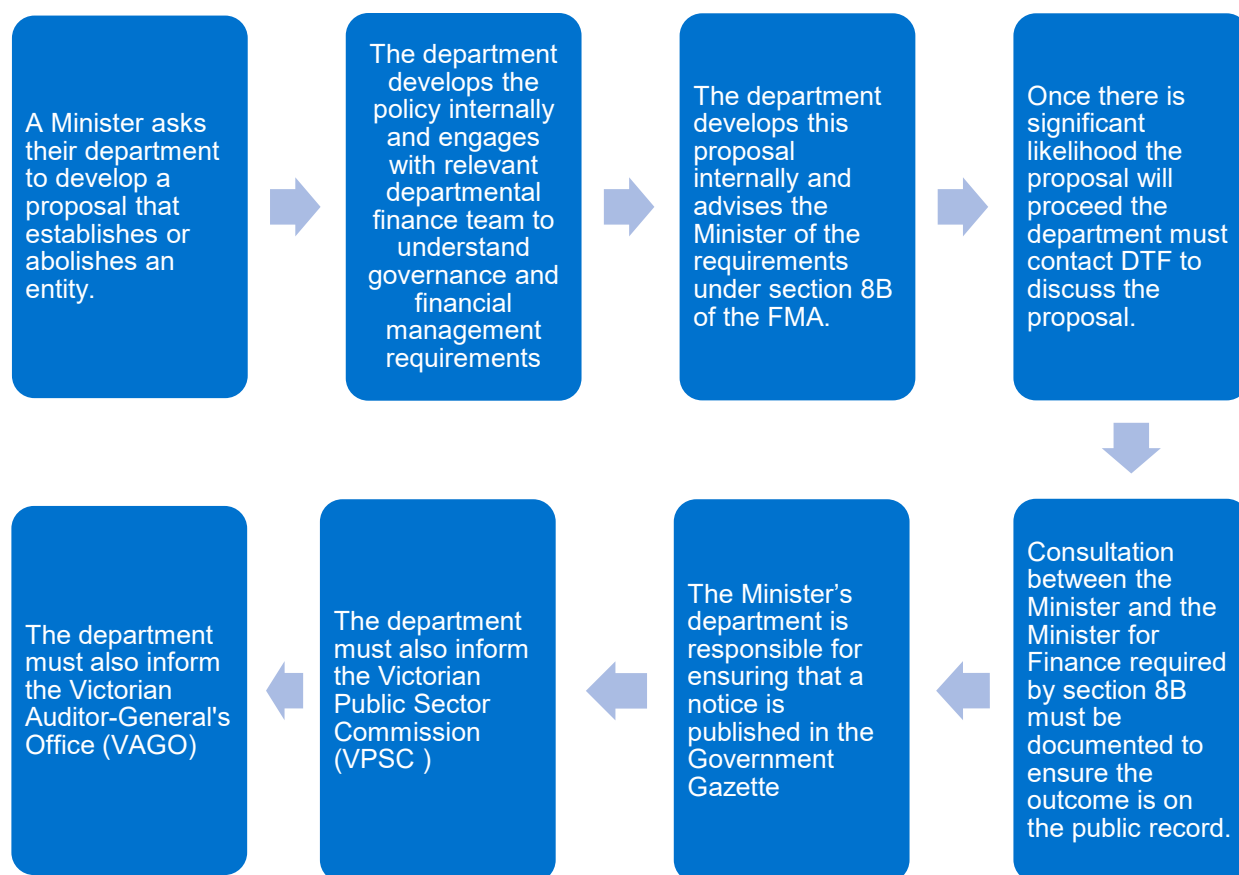 A Minister asks
their department
to develop a
proposal that
establishes or
abolishes an
entity.
The department
develops the
policy internally
and engages
with relevant
departmental
finance team to
understand
governance and
financial
management
requirements
The department
develops this
proposal
internally and
advises the
Minister of the
requirements
under section 8B
of the FMA.
Once there is
significant
likelihood the
proposal will
proceed the
department must
contact DTF to
discuss the
proposal.
Consultation
between the
Minister and the
Minister for
Finance required
by section 8B
must be
documented to
ensure the
outcome is on
the public record.
The Minister’s
department is
responsible for
ensuring that a
notice is
published in the
Government
Gazette
The department
must also inform
the Victorian
Public Sector
Commission
(VPSC )
The department
must also inform
the Victorian
Auditor-General's
Office (VAGO)